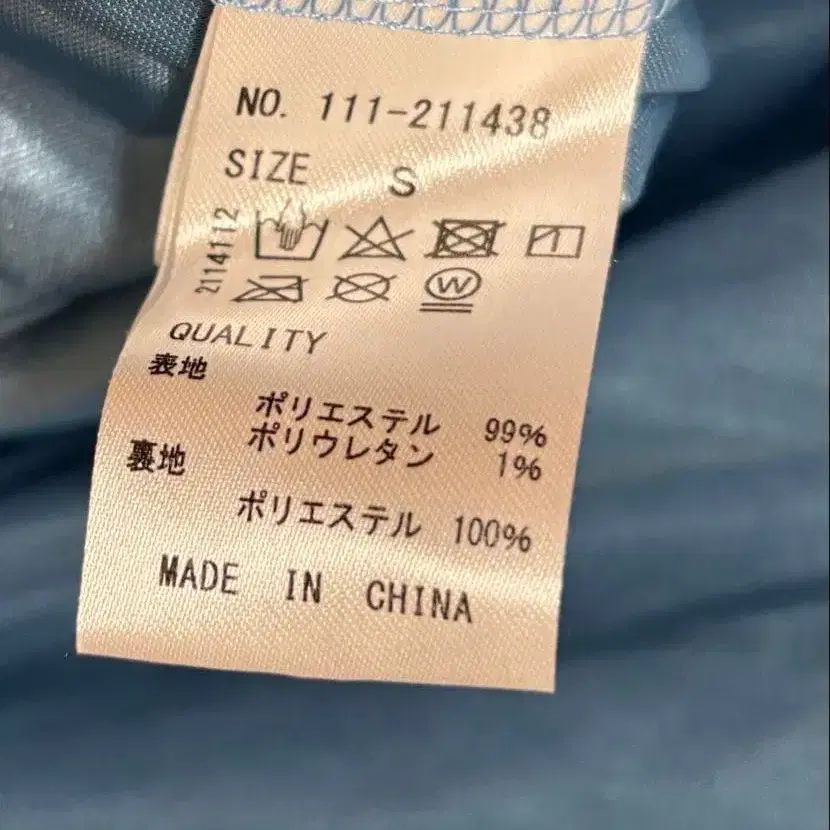 NO. 111-211438
SIZE S
2114112
W
QUALITY
表地
ポリエステル 99%
ポリウレタン 1%
裏地
ポリエステル 100%
MADE IN CHINA